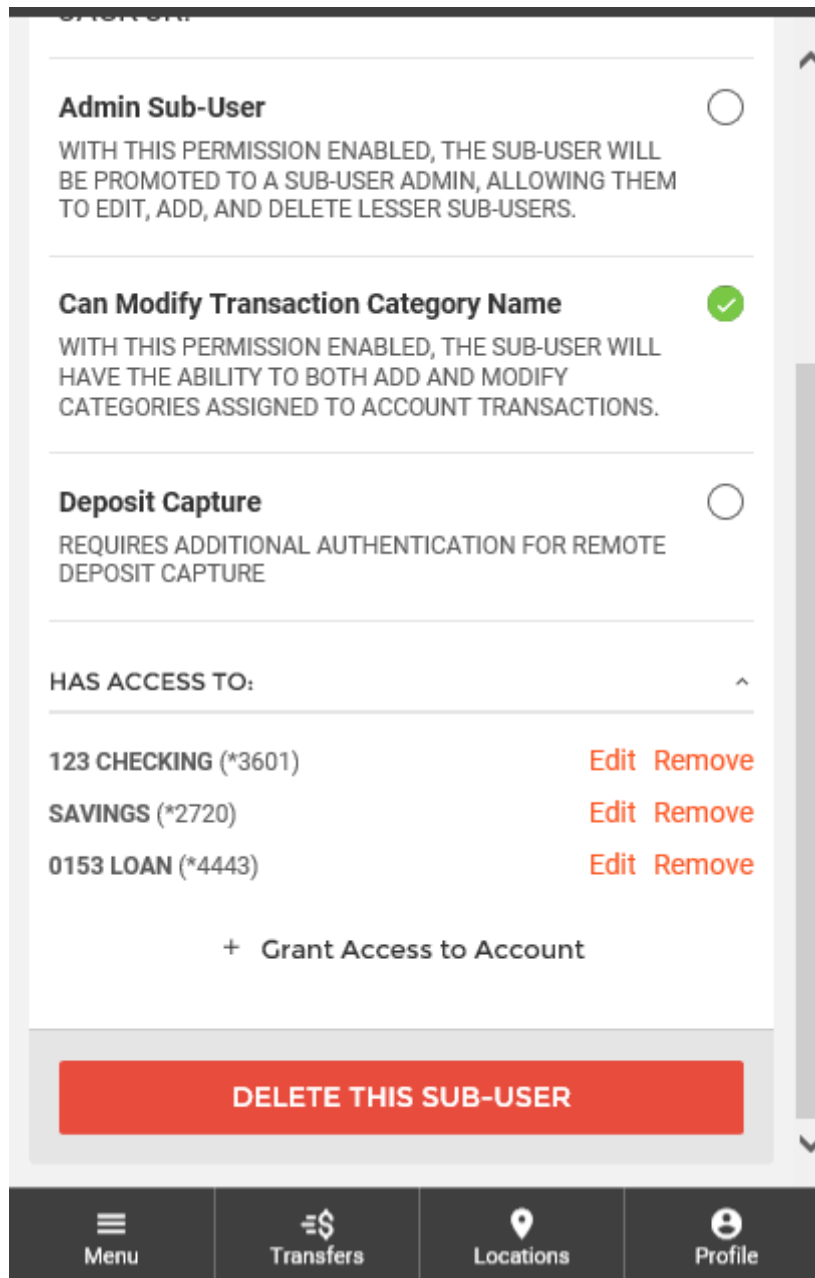 Admin Sub-User
WITH THIS PERMISSION ENABLED, THE SUB-USER WILL
BE PROMOTED TO A SUB-USER ADMIN, ALLOWING THEM
TO EDIT, ADD, AND DELETE LESSER SUB-USERS.
Can Modify Transaction Category Name
WITH THIS PERMISSION ENABLED, THE SUB-USER WILL
HAVE THE ABILITY TO BOTH ADD AND MODIFY
CATEGORIES ASSIGNED TO ACCOUNT TRANSACTIONS.
Deposit Capture
REQUIRES ADDITIONAL AUTHENTICATION FOR REMOTE
DEPOSIT CAPTURE
HAS ACCESS TO:
123 CHECKING (*3601) Edit Remove
SAVINGS (*2720) Edit Remove
0153 LOAN (*4443) Edit Remove
+ Grant Access to Account
DELETE THIS SUB-USER
Menu Transfers Locations Profile